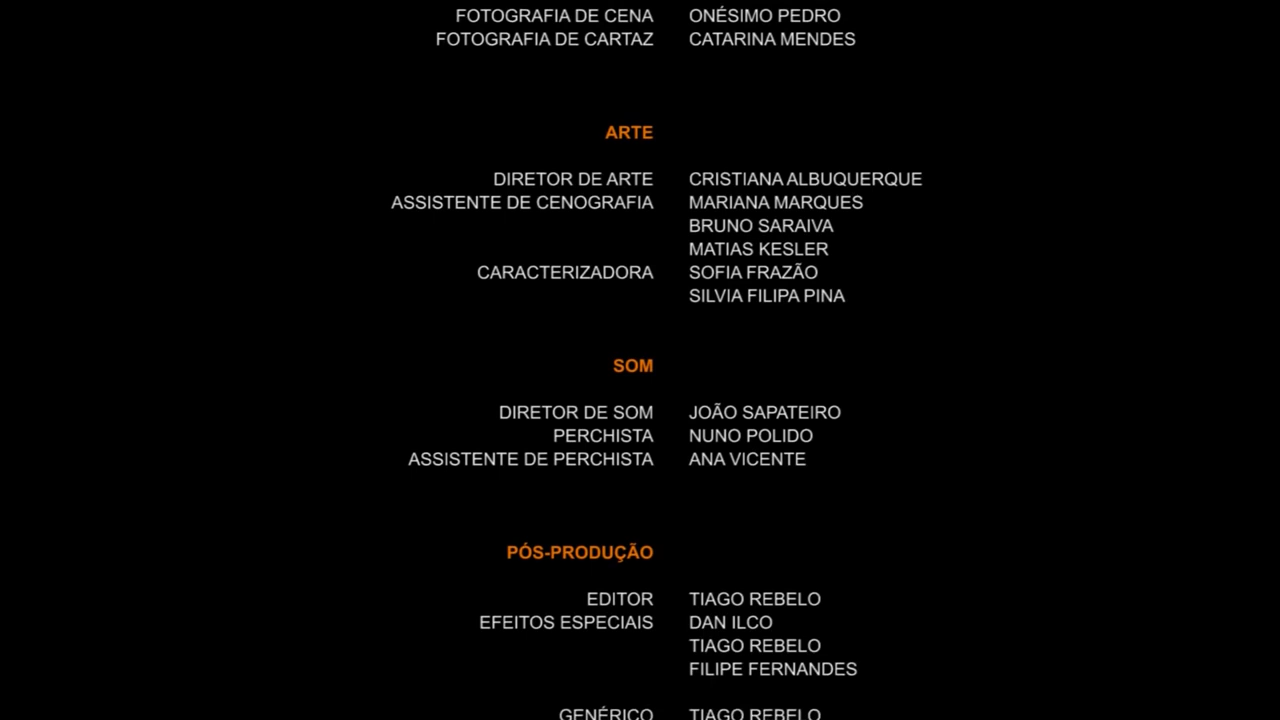 FOTOGRAFIA DE CENA ONÉSIMO PEDRO
FOTOGRAFIA DE CARTAZ CATARINA MENDES
ARTE
DIRETOR DE ARTE CRISTIANA ALBUQUERQUE
ASSISTENTE DE CENOGRAFIA MARIANA MARQUES
BRUNO SARAIVA
MATIAS KESLER
CARACTERIZADORA SOFIA FRAZÃO
SILVIA FILIPA PINA
SOM
DIRETOR DE SOM JOÃO SAPATEIRO
PERCHISTA NUNO POLIDO
ASSISTENTE DE PERCHISTA ANA VICENTE
PÓS-PRODUÇÃO
EDITOR TIAGO REBELO
EFEITOS ESPECIAIS DAN ILCO
TIAGO REBELO
FILIPE FERNANDES
GENÉRICO TIAGO REBELO